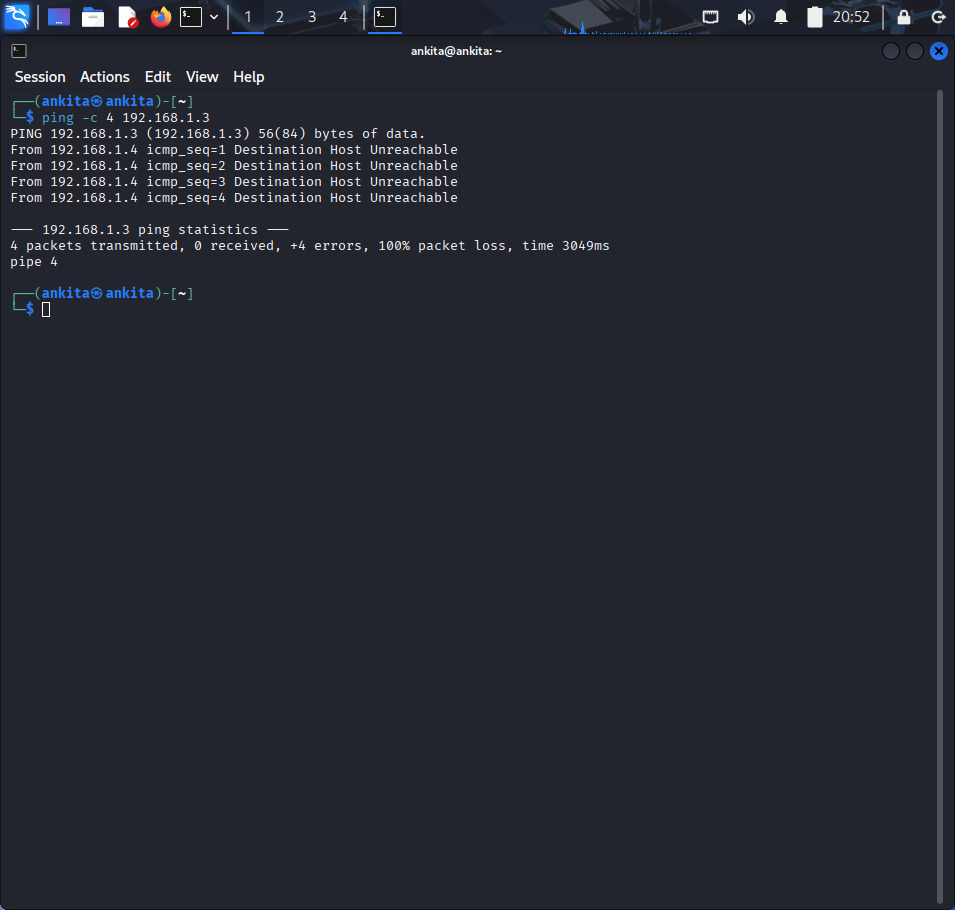 1 2 3 4 20:52
ankita@ankita: ~
Session Actions Edit View Help
┌──(ankita㉿ankita)-[~]
└─$ ping -c 4 192.168.1.3
PING 192.168.1.3 (192.168.1.3) 56(84) bytes of data.
From 192.168.1.4 icmp_seq=1 Destination Host Unreachable
From 192.168.1.4 icmp_seq=2 Destination Host Unreachable
From 192.168.1.4 icmp_seq=3 Destination Host Unreachable
From 192.168.1.4 icmp_seq=4 Destination Host Unreachable
--- 192.168.1.3 ping statistics ---
4 packets transmitted, 0 received, +4 errors, 100% packet loss, time 3049ms
pipe 4
┌──(ankita㉿ankita)-[~]
└─$